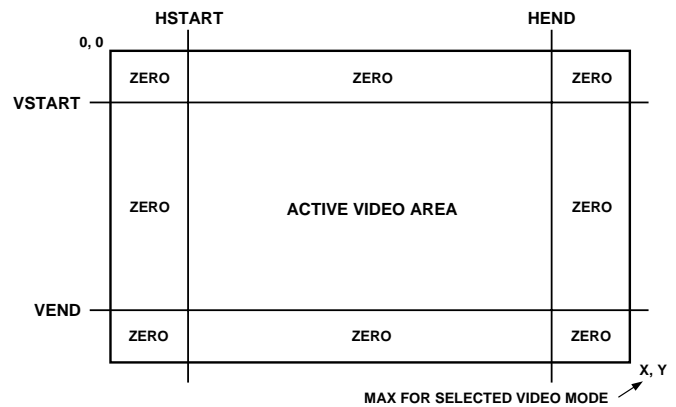 HSTART HEND
0, 0
ZERO ZERO ZERO
VSTART
ZERO ACTIVE VIDEO AREA ZERO
VEND
ZERO ZERO ZERO
X, Y
MAX FOR SELECTED VIDEO MODE